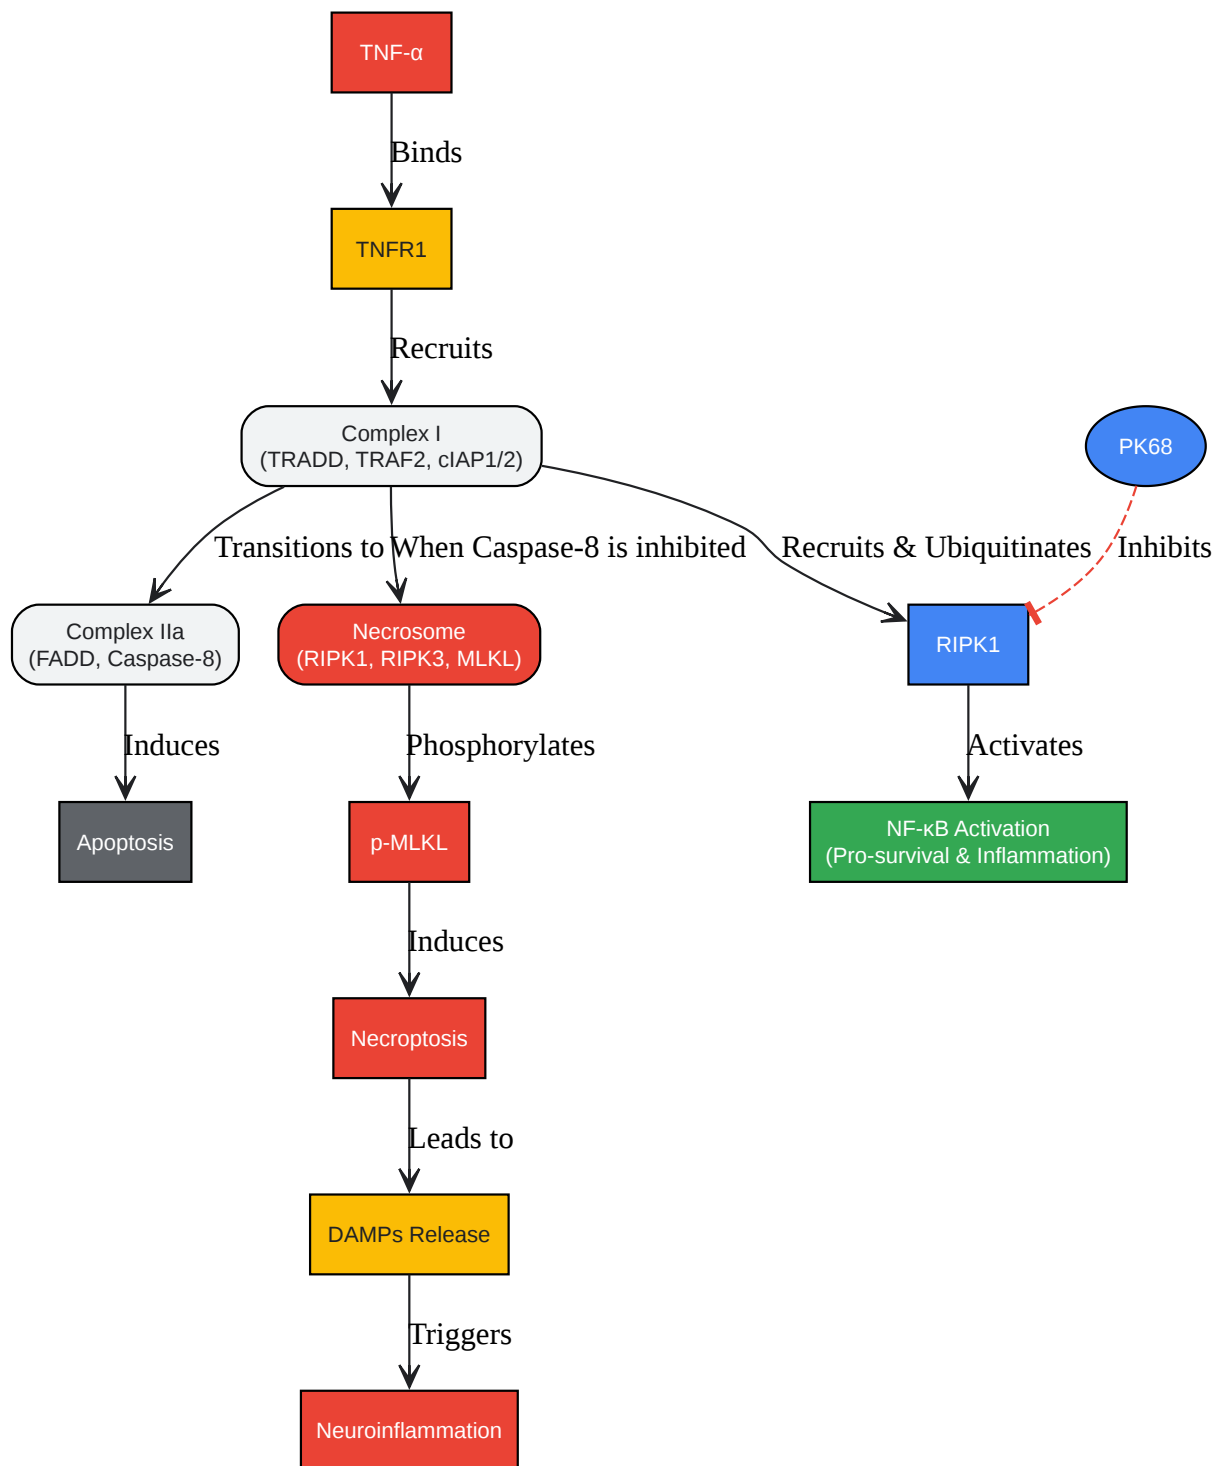 TNF-α
Binds
TNFR1
Recruits
Complex I
(TRADD, TRAF2, cIAP1/2)
PK68
Transitions to
When Caspase-8 is inhibited
Recruits & Ubiquitinates
Inhibits
Complex IIa
(FADD, Caspase-8)
Necrosome
(RIPK1, RIPK3, MLKL)
RIPK1
Induces
Phosphorylates
Activates
Apoptosis
p-MLKL
NF-κB Activation
(Pro-survival & Inflammation)
Induces
Necroptosis
Leads to
DAMPs Release
Triggers
Neuroinflammation